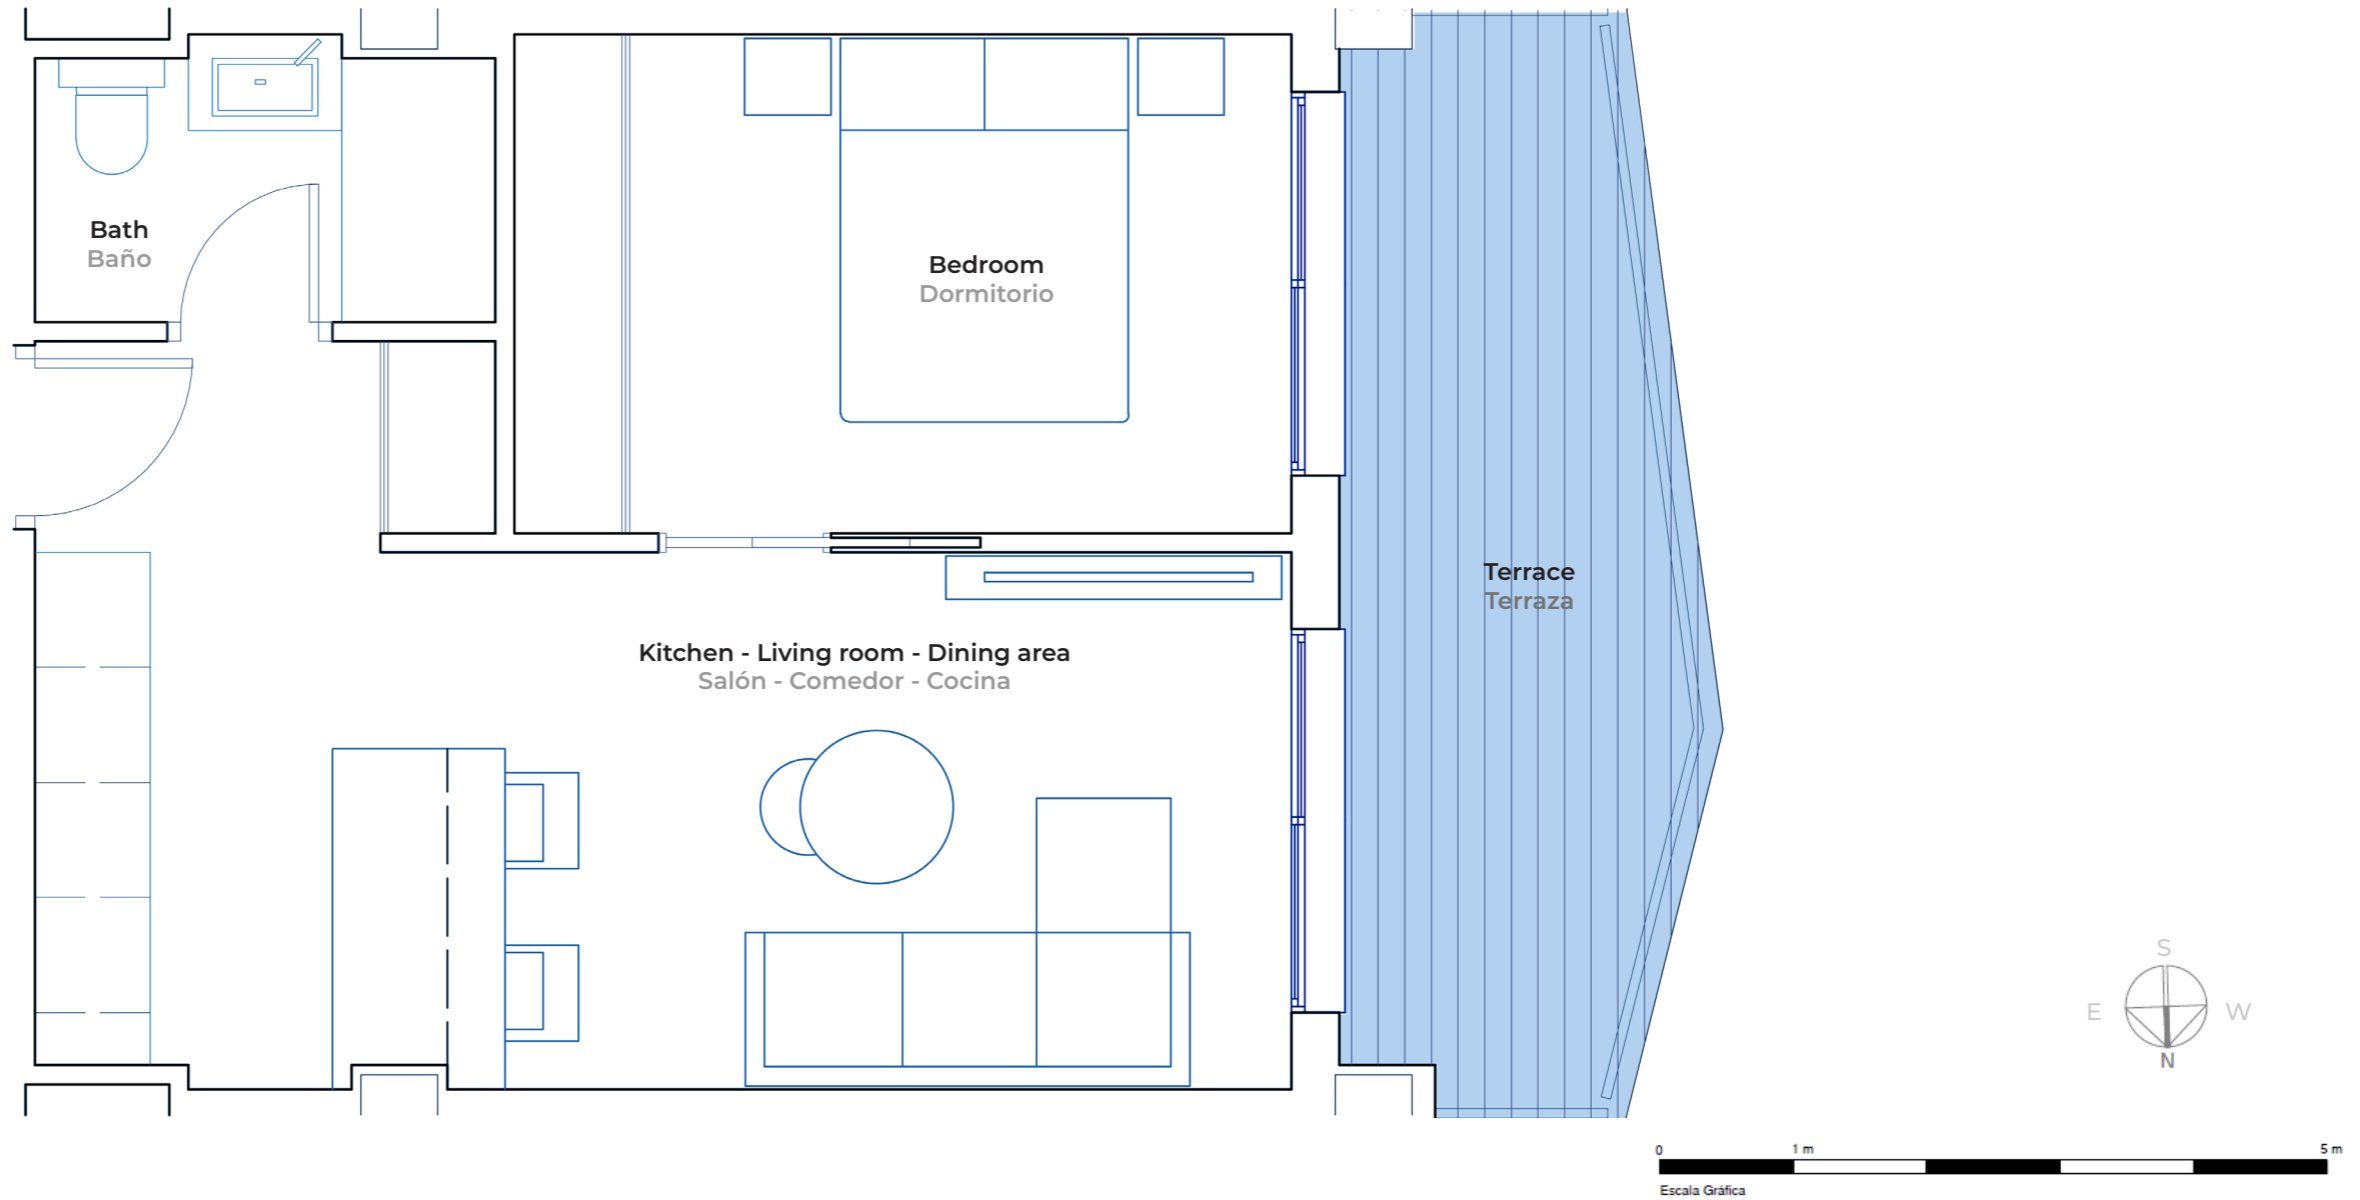 Bath
Baño
Bedroom
Dormitorio
Terrace
Terraza
Kitchen - Living room - Dining area
Salón - Comedor - Cocina
S
E
W
N
0
1 m
5 m
Escala Gráfica